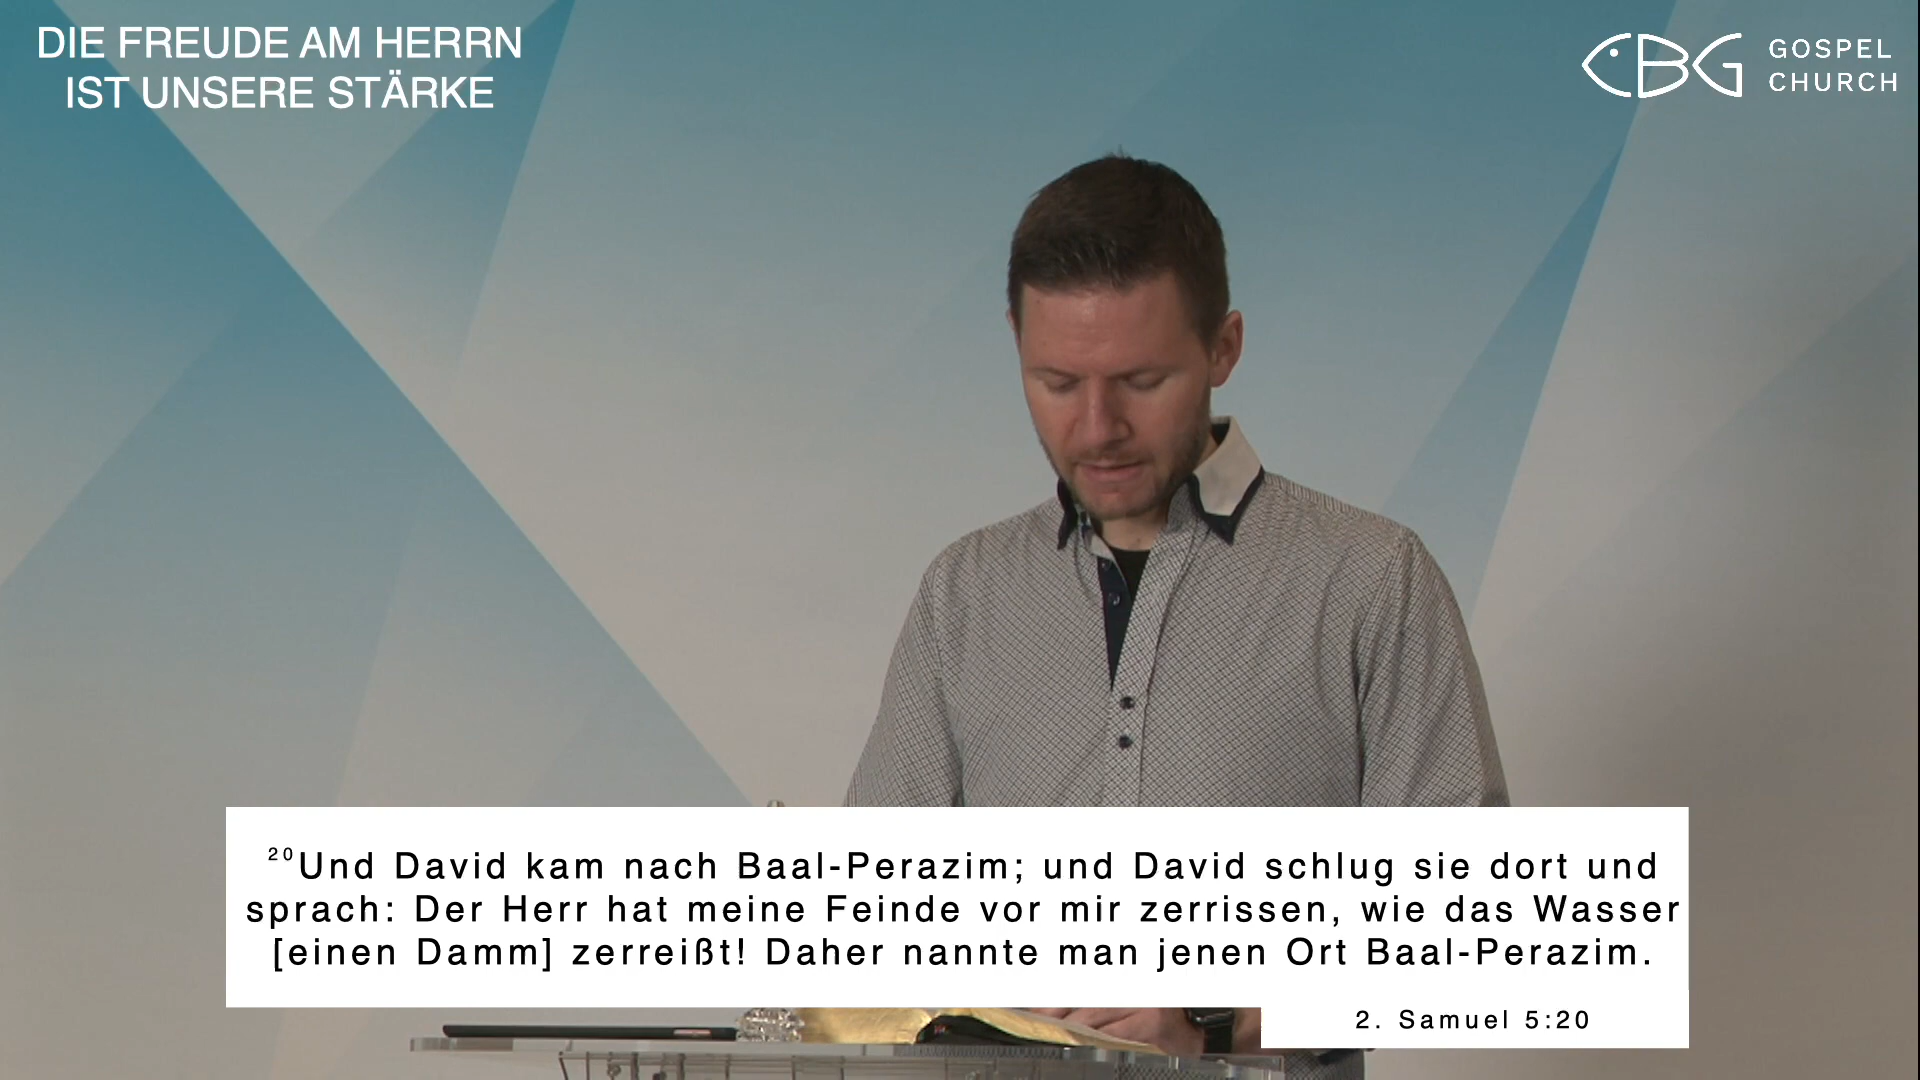 DIE FREUDE AM HERRN
IST UNSERE STÄRKE
CBG GOSPEL
CHURCH
20Und David kam nach Baal-Perazim; und David schlug sie dort und
sprach: Der Herr hat meine Feinde vor mir zerrissen, wie das Wasser
[einen Damm] zerreißt! Daher nannte man jenen Ort Baal-Perazim.
2. Samuel 5:20